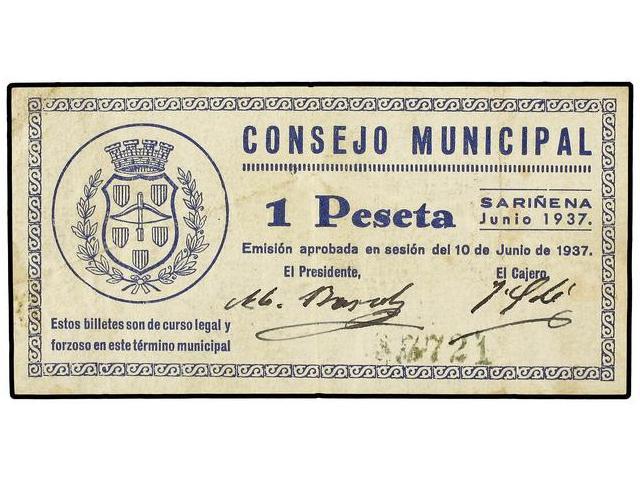 CONSEJO MUNICIPAL
1 Peseta
SARIÑENA
Junio 1937.
Emisión aprobada en sesión del 10 de Junio de 1937.
El Presidente,
El Cajero,
Estos billetes son de curso legal y
forzoso en este término municipal